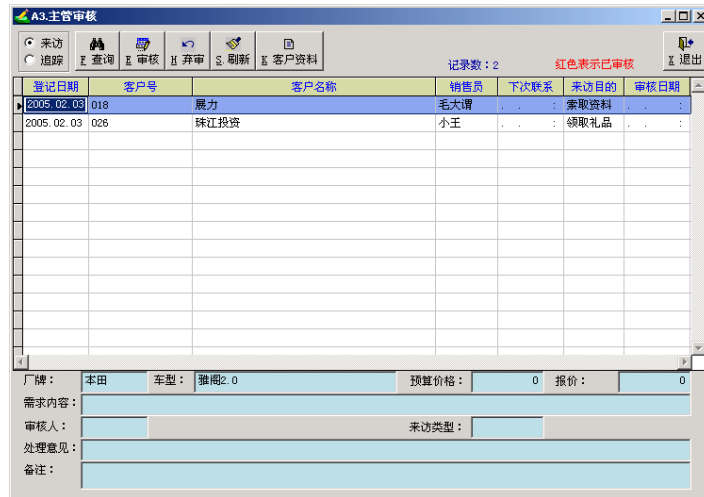 A3.主管审核
来访
追踪
F 查询 E 审核 H 弃审 S.刷新 K 客户资料 记录数：2 红色表示已审核 X 退出
登记日期 客户号 客户名称 销售员 下次联系 来访目的 审核日期
2005.02.03 018 展力 毛大谓 . . : 索取资料 . . :
2005.02.03 026 珠江投资 小王 . . : 领取礼品 . . :
厂牌： 本田 车型： 雅阁2.0 预算价格： 0 报价： 0
需求内容：
审核人： 来访类型：
处理意见：
备注：